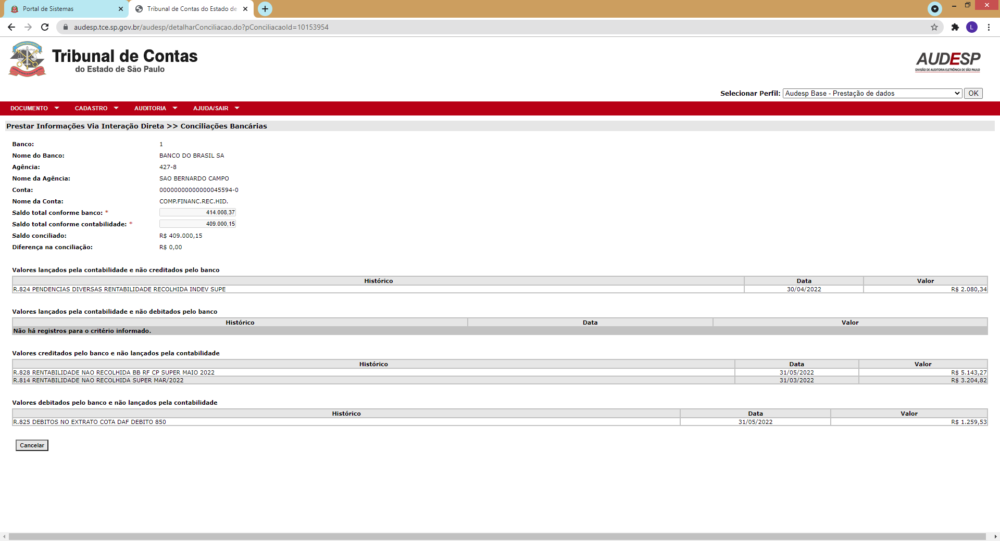 Portal de Sistemas
Tribunal de Contas do Estado de
audesp.tce.sp.gov.br/audesp/detalharConciliacao.do?pConciliacaoId=10153954
L
Tribunal de Contas
do Estado de São Paulo
AUDESP
DIVISÃO DE AUDITORIA ELETRÔNICA DE SÃO PAULO
Selecionar Perfil: Audesp Base - Prestação de dados OK
DOCUMENTO CADASTRO AUDITORIA AJUDA/SAIR
Prestar Informações Via Interação Direta >> Conciliações Bancárias
Banco: 1
Nome do Banco: BANCO DO BRASIL SA
Agência: 427-8
Nome da Agência: SAO BERNARDO CAMPO
Conta: 00000000000000045594-0
Nome da Conta: COMP.FINANC.REC.HID.
Saldo total conforme banco: * 414.008,37
Saldo total conforme contabilidade: * 409.000,15
Saldo conciliado: R$ 409.000,15
Diferença na conciliação: R$ 0,00
Valores lançados pela contabilidade e não creditados pelo banco
Histórico Data Valor
R.824 PENDENCIAS DIVERSAS RENTABILIDADE RECOLHIDA INDEV SUPE 30/04/2022 R$ 2.080,34
Valores lançados pela contabilidade e não debitados pelo banco
Histórico Data Valor
Não há registros para o critério informado.
Valores creditados pelo banco e não lançados pela contabilidade
Histórico Data Valor
R.828 RENTABILIDADE NAO RECOLHIDA BB RF CP SUPER MAIO 2022 31/05/2022 R$ 5.143,27
R.814 RENTABILIDADE NAO RECOLHIDA SUPER MAR/2022 31/03/2022 R$ 3.204,82
Valores debitados pelo banco e não lançados pela contabilidade
Histórico Data Valor
R.825 DEBITOS NO EXTRATO COTA DAF DEBITO 850 31/05/2022 R$ 1.259,53
Cancelar